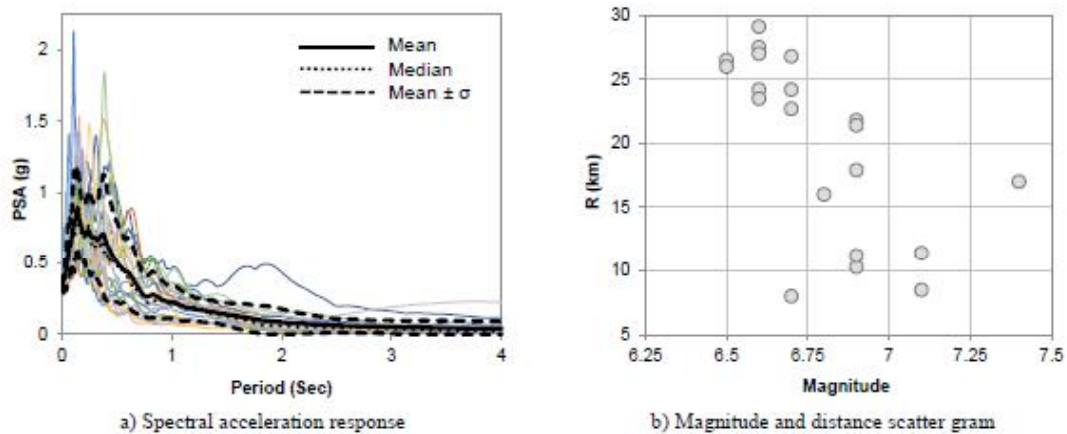 2
1.5
1
0.5
0
PSA (g)
Mean
Median
Mean ± σ
0 1 2 3 4
Period (Sec)
a) Spectral acceleration response
30
25
20
15
10
5
R (km)
6.25 6.5 6.75 7 7.25 7.5
Magnitude
b) Magnitude and distance scatter gram